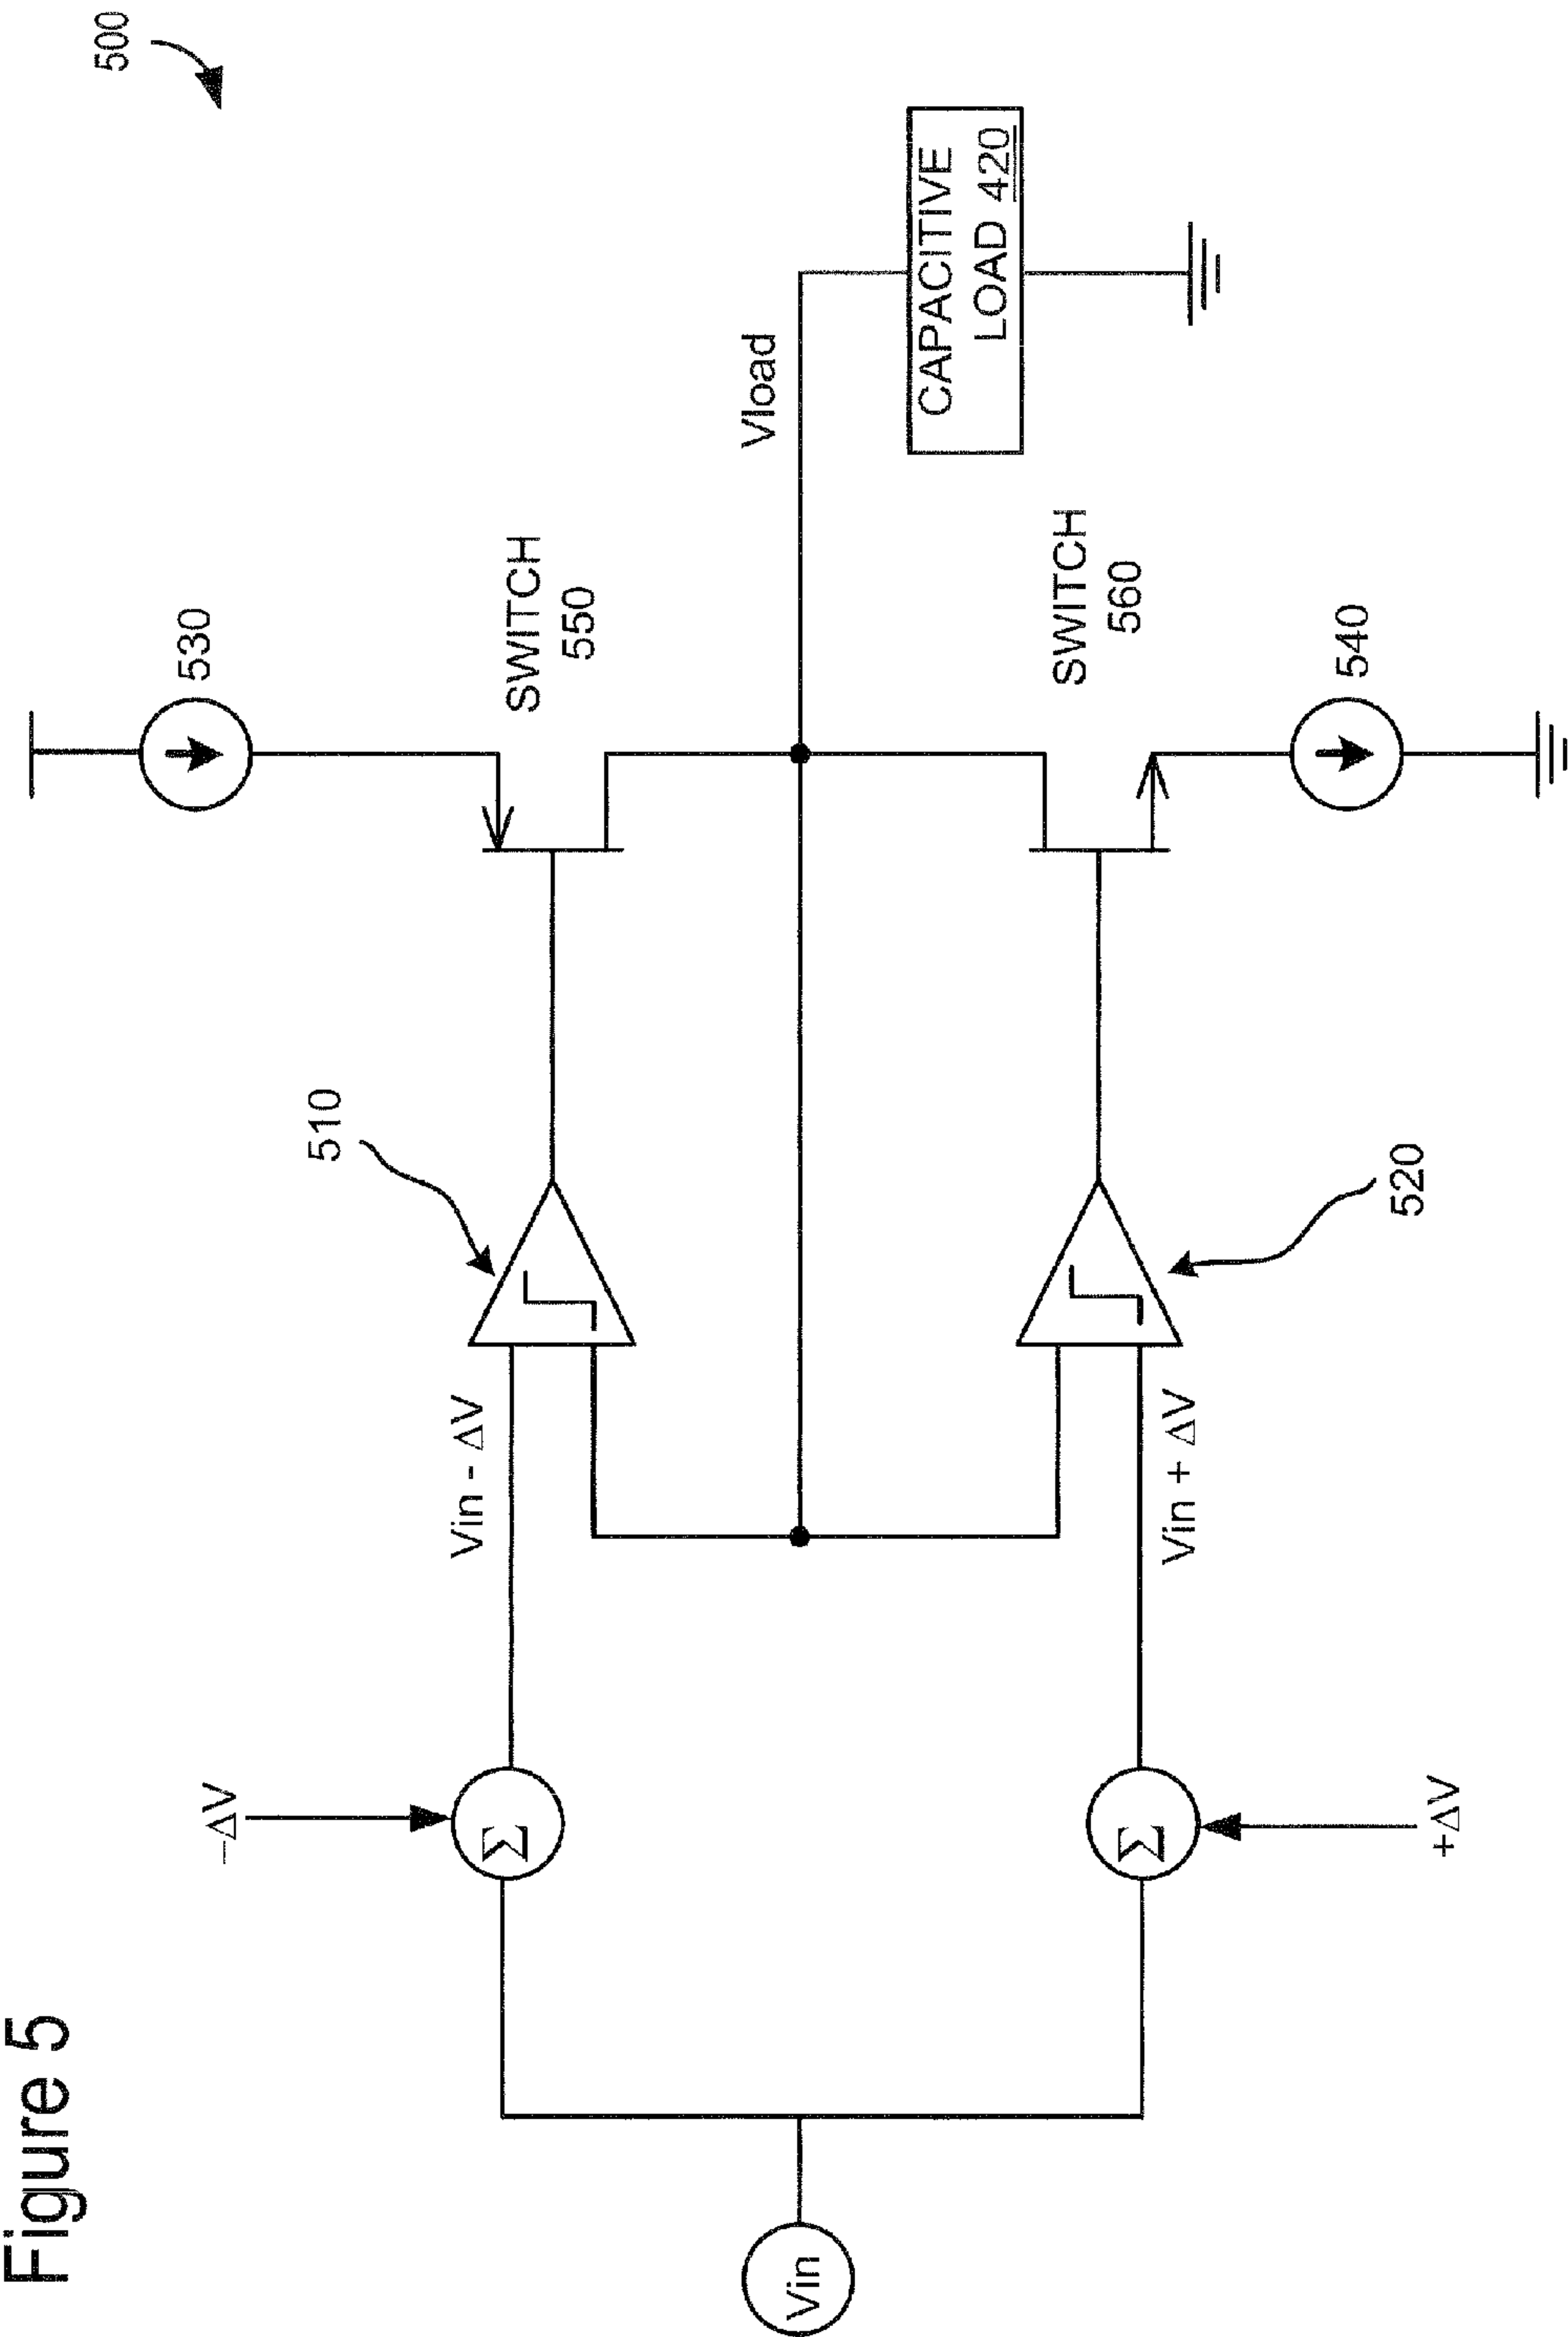 Figure 5
500
530
−ΔV
510
SWITCH
550
Vin - ΔV
Σ
Vload
Vin
CAPACITIVE
LOAD 420
SWITCH
560
Vin + ΔV
Σ
540
520
+ΔV